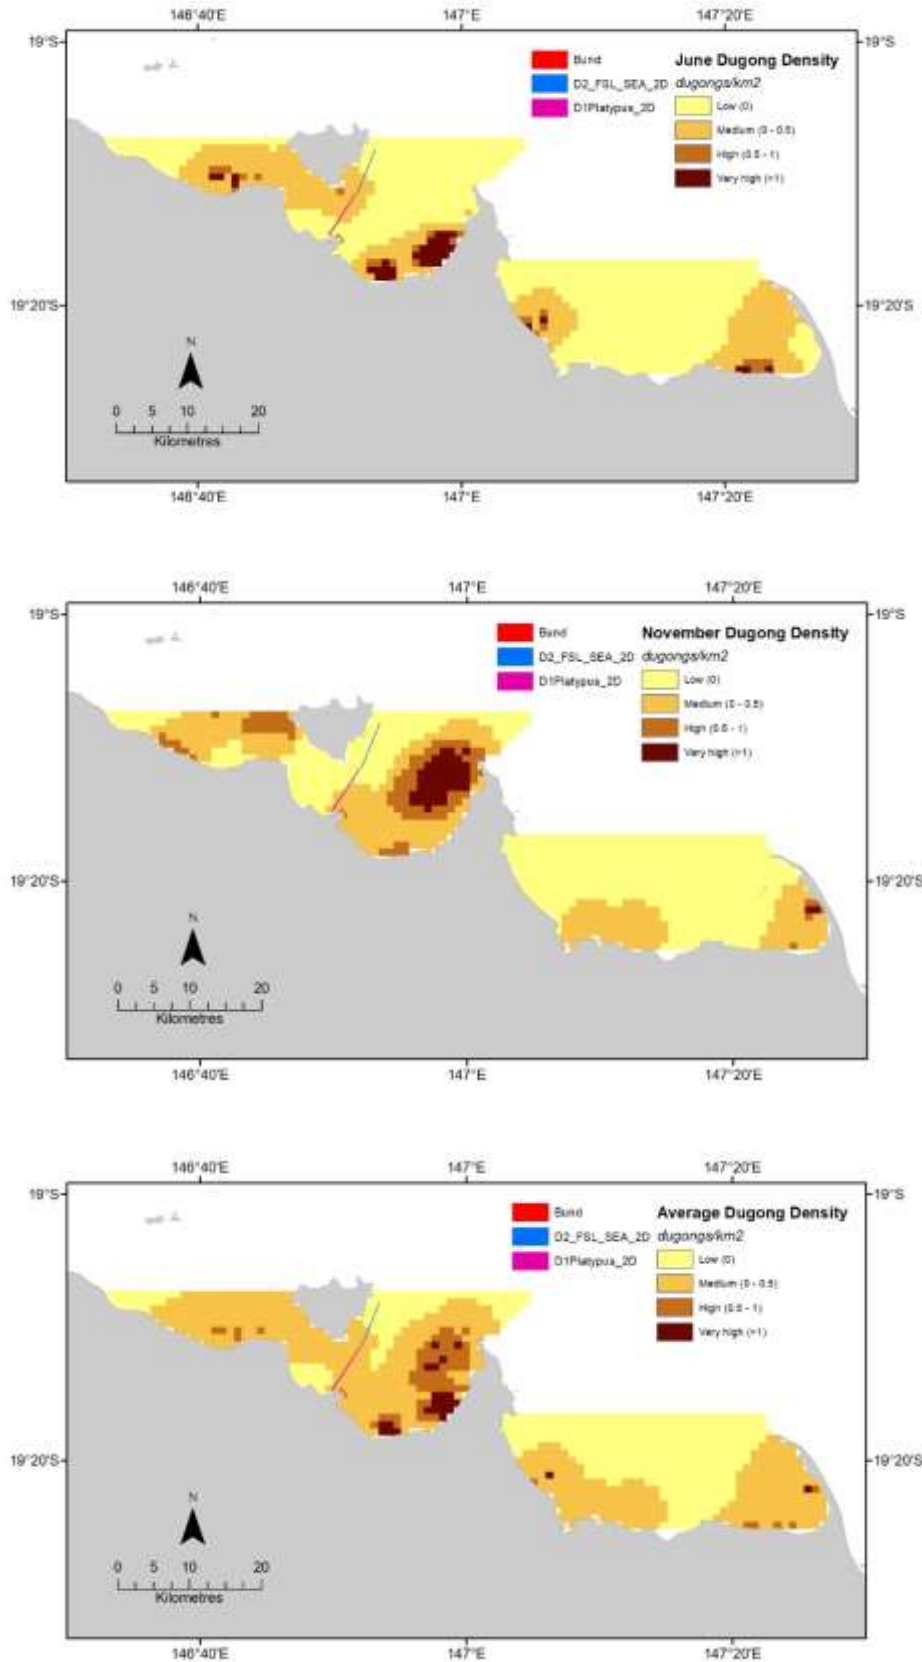 146°40'E 147°E 147°20'E
19°S 19°S
Bund
D2_FSL_SEA_2D
D1Platypus_2D
June Dugong Density
dugongs/km2
Low (0)
Medium (0 - 0.5)
High (0.5 - 1)
Very high (>1)
19°20'S 19°20'S
N
0 5 10 20
Kilometres
146°40'E 147°E 147°20'E
146°40'E 147°E 147°20'E
19°S 19°S
Bund
D2_FSL_SEA_2D
D1Platypus_2D
November Dugong Density
dugongs/km2
Low (0)
Medium (0 - 0.5)
High (0.5 - 1)
Very high (>1)
19°20'S 19°20'S
N
0 5 10 20
Kilometres
146°40'E 147°E 147°20'E
146°40'E 147°E 147°20'E
19°S 19°S
Bund
D2_FSL_SEA_2D
D1Platypus_2D
Average Dugong Density
dugongs/km2
Low (0)
Medium (0 - 0.5)
High (0.5 - 1)
Very high (>1)
19°20'S 19°20'S
N
0 5 10 20
Kilometres
146°40'E 147°E 147°20'E